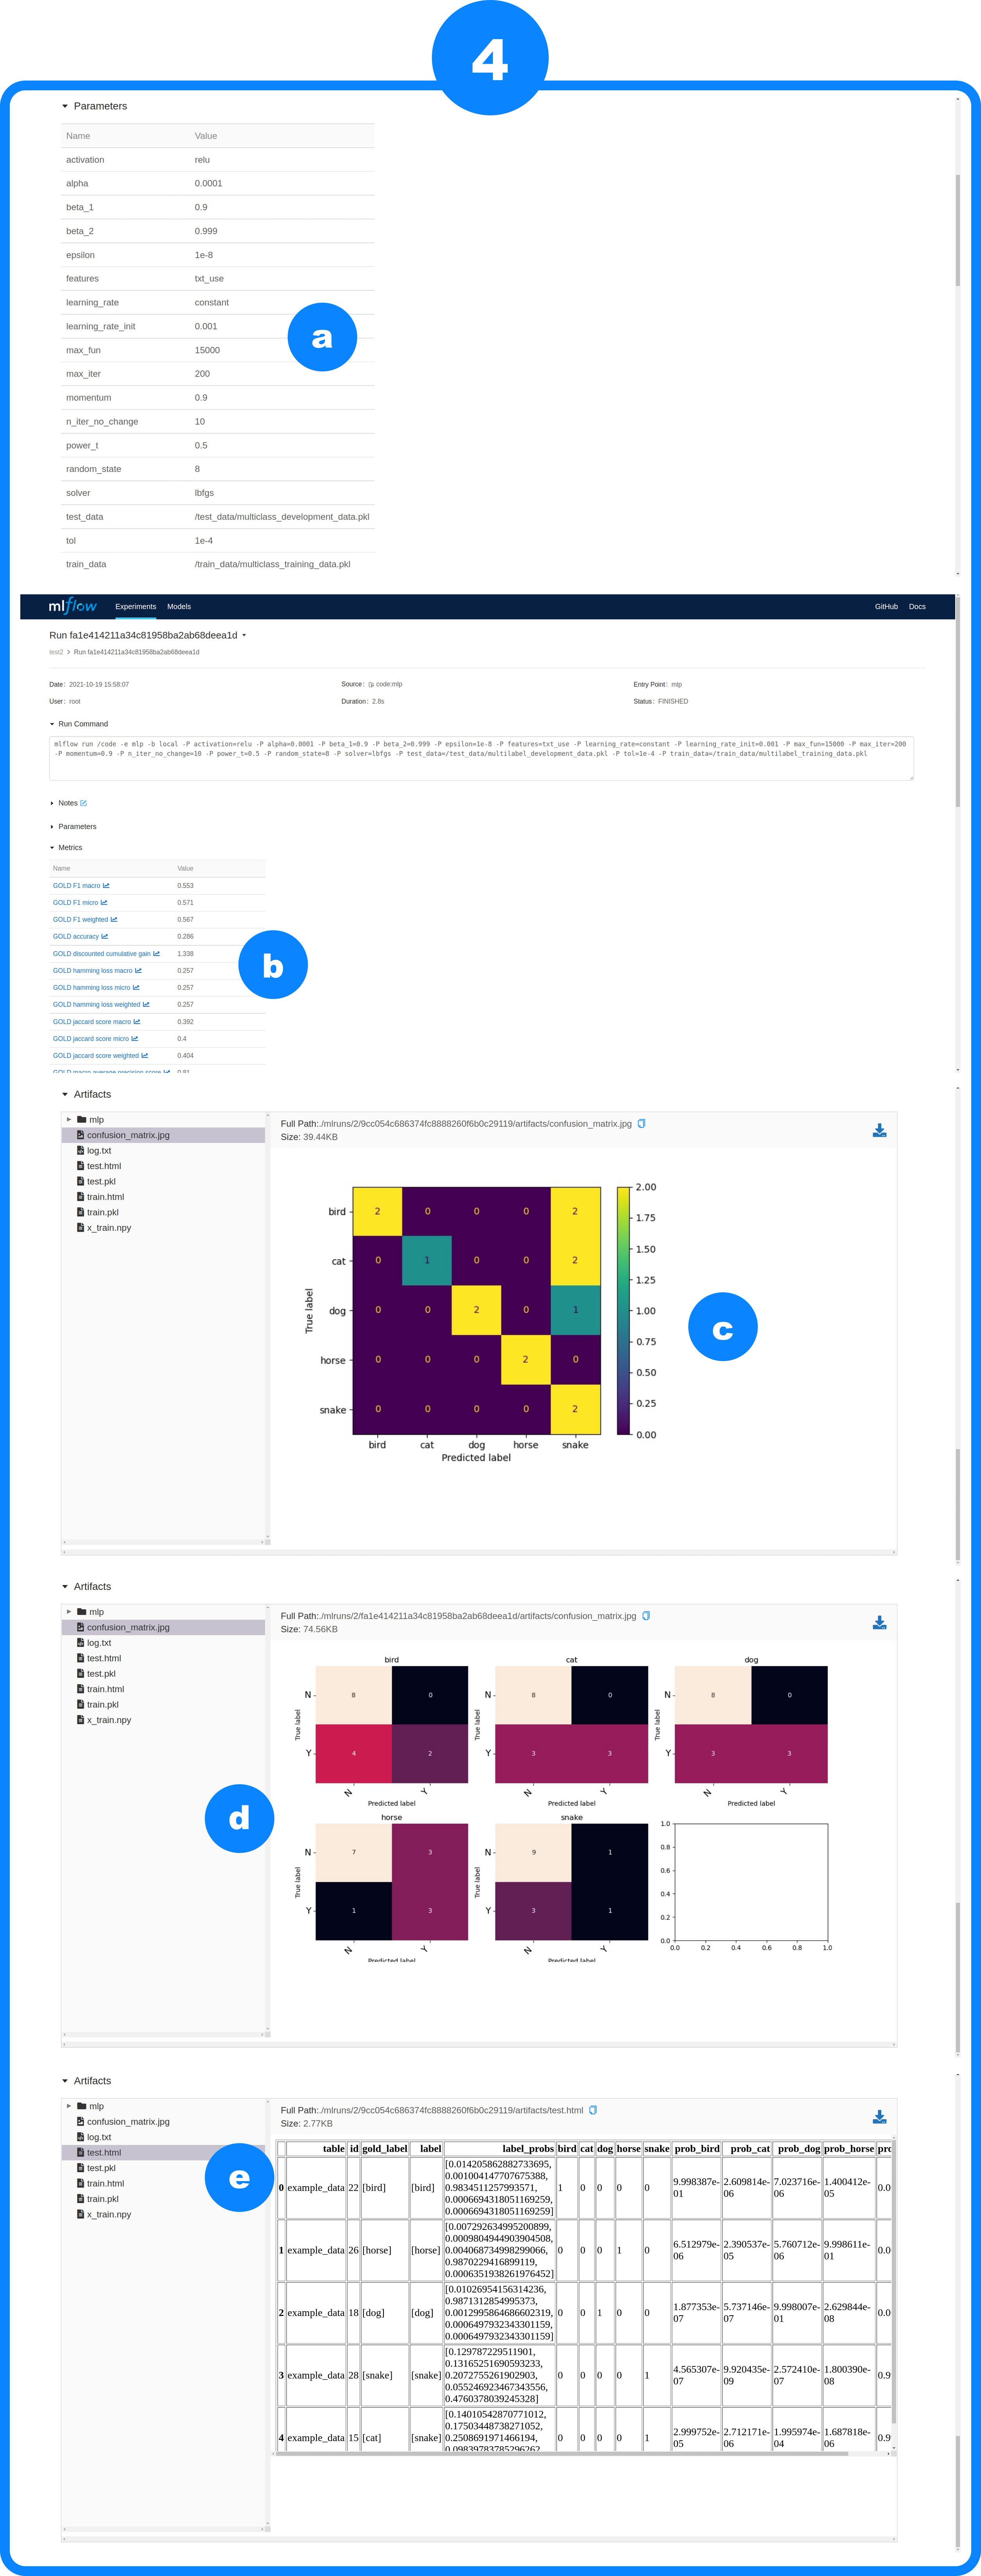 4
Parameters
Name Value
activation relu
alpha 0.0001
beta_1 0.9
beta_2 0.999
epsilon 1e-8
features txt_use
learning_rate constant
learning_rate_init 0.001
a
max_fun 15000
max_iter 200
momentum 0.9
n_iter_no_change 10
power_t 0.5
random_state 8
solver lbfgs
test_data /test_data/multiclass_development_data.pkl
tol 1e-4
train_data /train_data/multiclass_training_data.pkl
mlflow Experiments Models GitHub Docs
Run fa1e414211a34c81958ba2ab68deea1d
test2 > Run fa1e414211a34c81958ba2ab68deea1d
Date: 2021-10-19 15:58:07 Source: code:mlp Entry Point: mlp
User: root Duration: 2.8s Status: FINISHED
Run Command
mlflow run /code -e mlp -b local -P activation=relu -P alpha=0.0001 -P beta_1=0.9 -P beta_2=0.999 -P epsilon=1e-8 -P features=txt_use -P learning_rate=constant -P learning_rate_init=0.001 -P max_fun=15000 -P max_iter=200
-P momentum=0.9 -P n_iter_no_change=10 -P power_t=0.5 -P random_state=8 -P solver=lbfgs -P test_data=/test_data/multilabel_development_data.pkl -P tol=1e-4 -P train_data=/train_data/multilabel_training_data.pkl
Notes
Parameters
Metrics
Name Value
GOLD F1 macro 0.553
GOLD F1 micro 0.571
GOLD F1 weighted 0.567
GOLD accuracy 0.286
GOLD discounted cumulative gain 1.338
b
GOLD hamming loss macro 0.257
GOLD hamming loss micro 0.257
GOLD hamming loss weighted 0.257
GOLD jaccard score macro 0.392
GOLD jaccard score micro 0.4
GOLD jaccard score weighted 0.404
GOLD macro average precision score 0.81
Artifacts
mlp
confusion_matrix.jpg
log.txt
test.html
test.pkl
train.html
train.pkl
x_train.npy
Full Path:./mlruns/2/9cc054c686374fc8888260f6b0c29119/artifacts/confusion_matrix.jpg
Size: 39.44KB
bird 2 0 0 0 2
cat 0 1 0 0 2
dog 0 0 2 0 1
horse 0 0 0 2 0
snake 0 0 0 0 2
True label
bird cat dog horse snake
Predicted label
2.00
1.75
1.50
1.25
1.00
0.75
0.50
0.25
0.00
c
Artifacts
mlp
confusion_matrix.jpg
log.txt
test.html
test.pkl
train.html
train.pkl
x_train.npy
d
Full Path:./mlruns/2/fa1e414211a34c81958ba2ab68deea1d/artifacts/confusion_matrix.jpg
Size: 74.56KB
bird cat dog
N 8 0 N 8 0 N 8 0
True label True label True label
Y 4 2 Y 3 3 Y 3 3
N Y N Y N Y
Predicted label Predicted label Predicted label
horse snake
N 7 3 N 9 1
True label True label
Y 1 3 Y 3 1
N Y N Y
Predicted label Predicted label
1.0
0.8
0.6
0.4
0.2
0.0
0.0 0.2 0.4 0.6 0.8 1.0
Artifacts
mlp
confusion_matrix.jpg
log.txt
test.html
test.pkl
train.html
train.pkl
x_train.npy
e
Full Path:./mlruns/2/9cc054c686374fc8888260f6b0c29119/artifacts/test.html
Size: 2.77KB
table id gold_label label label_probs bird cat dog horse snake prob_bird prob_cat prob_dog prob_horse pro
[0.014205862882733695,
0.001004147707675388,
0 example_data 22 [bird] [bird] 0.9834511257993571, 1 0 0 0 0 9.998387e-01 2.609814e-06 7.023716e-06 1.400412e-05 0.0
0.0006694318051169259,
0.0006694318051169259]
[0.007292634995200899,
0.0009804944903904508,
1 example_data 26 [horse] [horse] 0.004068734998299066, 0 0 0 1 0 6.512979e-06 2.390537e-05 5.760712e-06 9.998611e-01 0.0
0.9870229416899119,
0.0006351938261976452]
[0.01026954156314236,
0.9871312854995373,
2 example_data 18 [dog] [dog] 0.0012995864686602319, 0 0 1 0 0 1.877353e-07 5.737146e-07 9.998007e-01 2.629844e-08 0.0
0.0006497932343301159,
0.0006497932343301159]
[0.129787229511901,
0.13165251690593233,
3 example_data 28 [snake] [snake] 0.2072755261902903, 0 0 0 0 1 4.565307e-07 9.920435e-09 2.572410e-07 1.800390e-08 0.9
0.055246923467343556,
0.4760378039245328]
[0.14010542870771012,
0.17503448738271052,
4 example_data 15 [cat] [snake] 0.2508691971466194, 0 0 0 0 1 2.999752e-05 2.712171e-06 1.995974e-04 1.687818e-06 0.9
0.09839783785296262,